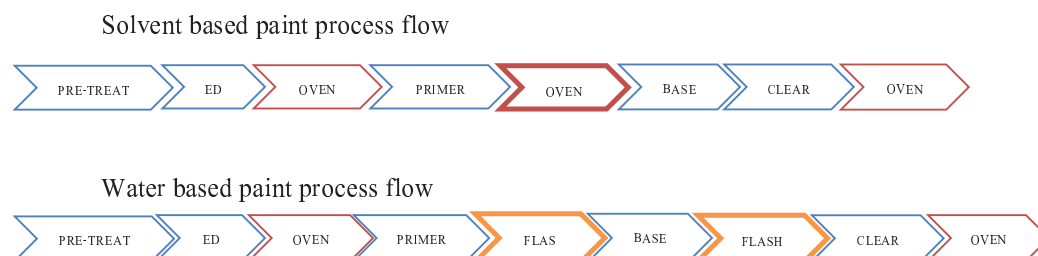 Solvent based paint process flow
PRE-TREAT ED OVEN PRIMER OVEN BASE CLEAR OVEN
Water based paint process flow
PRE-TREAT ED OVEN PRIMER FLAS BASE FLASH CLEAR OVEN